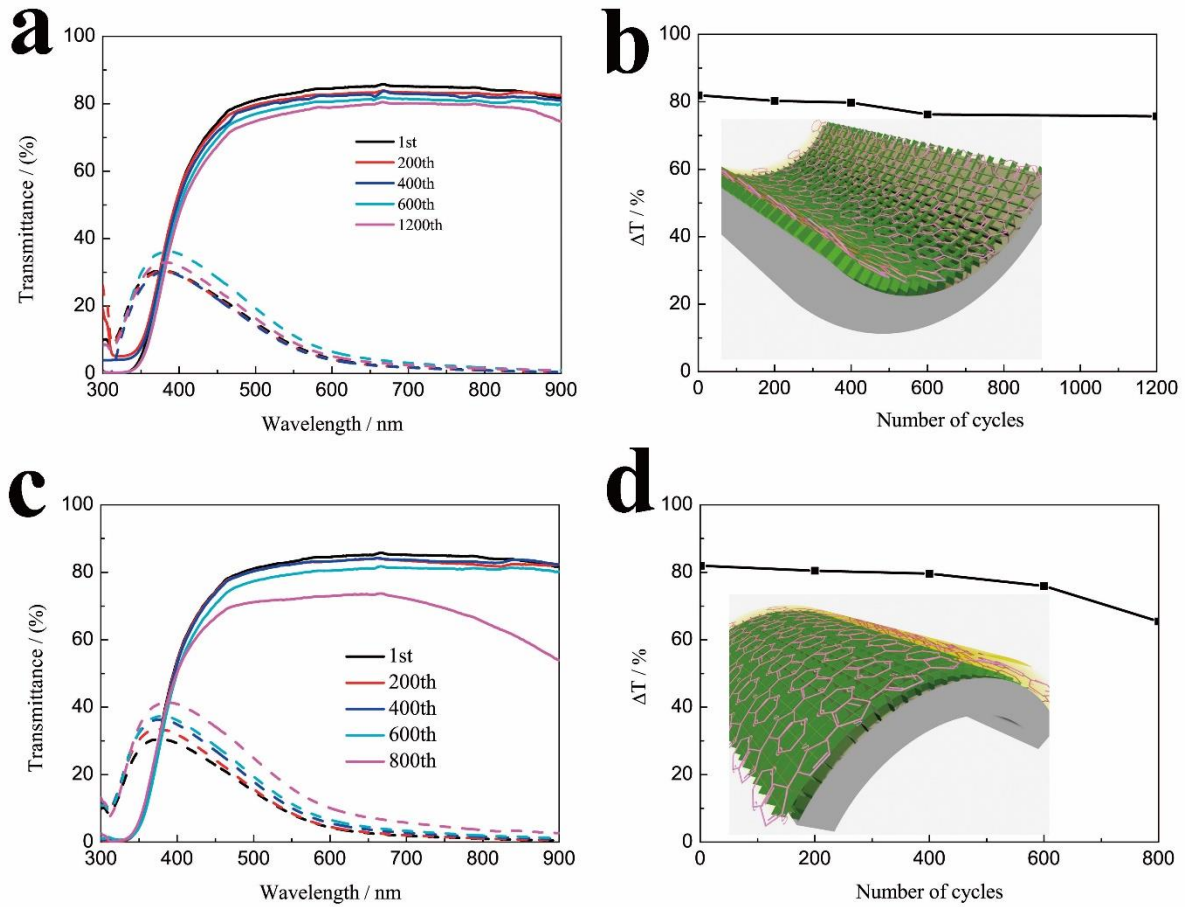 a
100
80
60
40
20
0
Transmittance / (%)
1st
200th
400th
600th
1200th
300 400 500 600 700 800 900
Wavelength / nm
b
100
80
60
40
20
0
ΔT / %
0 200 400 600 800 1000 1200
Number of cycles
c
100
80
60
40
20
0
Transmittance / (%)
1st
200th
400th
600th
800th
300 400 500 600 700 800 900
Wavelength / nm
d
100
80
60
40
20
0
ΔT / %
0 200 400 600 800
Number of cycles